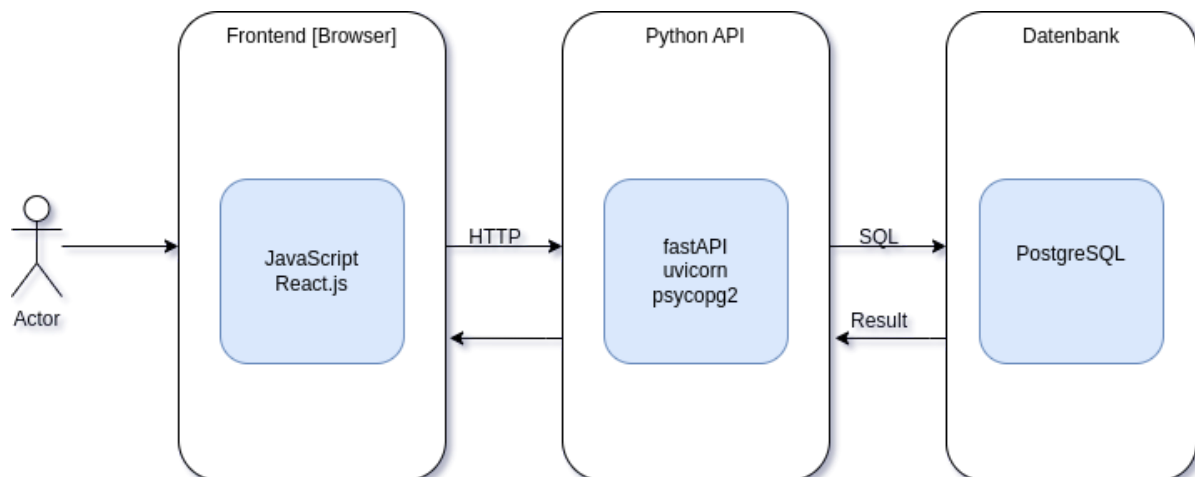 Frontend [Browser]
Python API
Datenbank
Actor
JavaScript
React.js
HTTP
fastAPI
uvicorn
psycopg2
SQL
Result
PostgreSQL